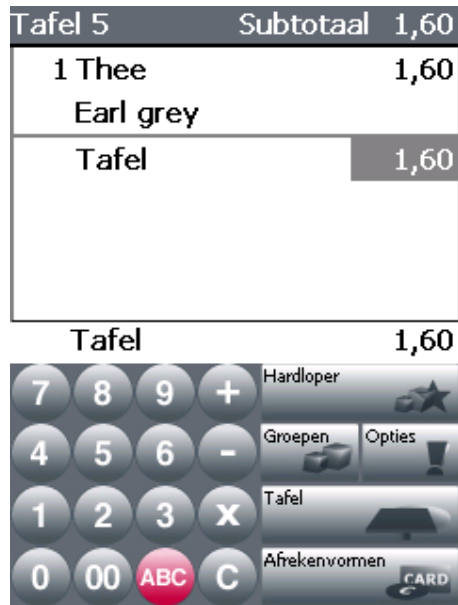 Tafel 5 Subtotaal 1,60
1 Thee 1,60
Earl grey
Tafel 1,60
Tafel 1,60
7 8 9 + Hardloper
4 5 6 - Groepen Opties
1 2 3 X Tafel
0 00 ABC C Afrekenvormen CARD